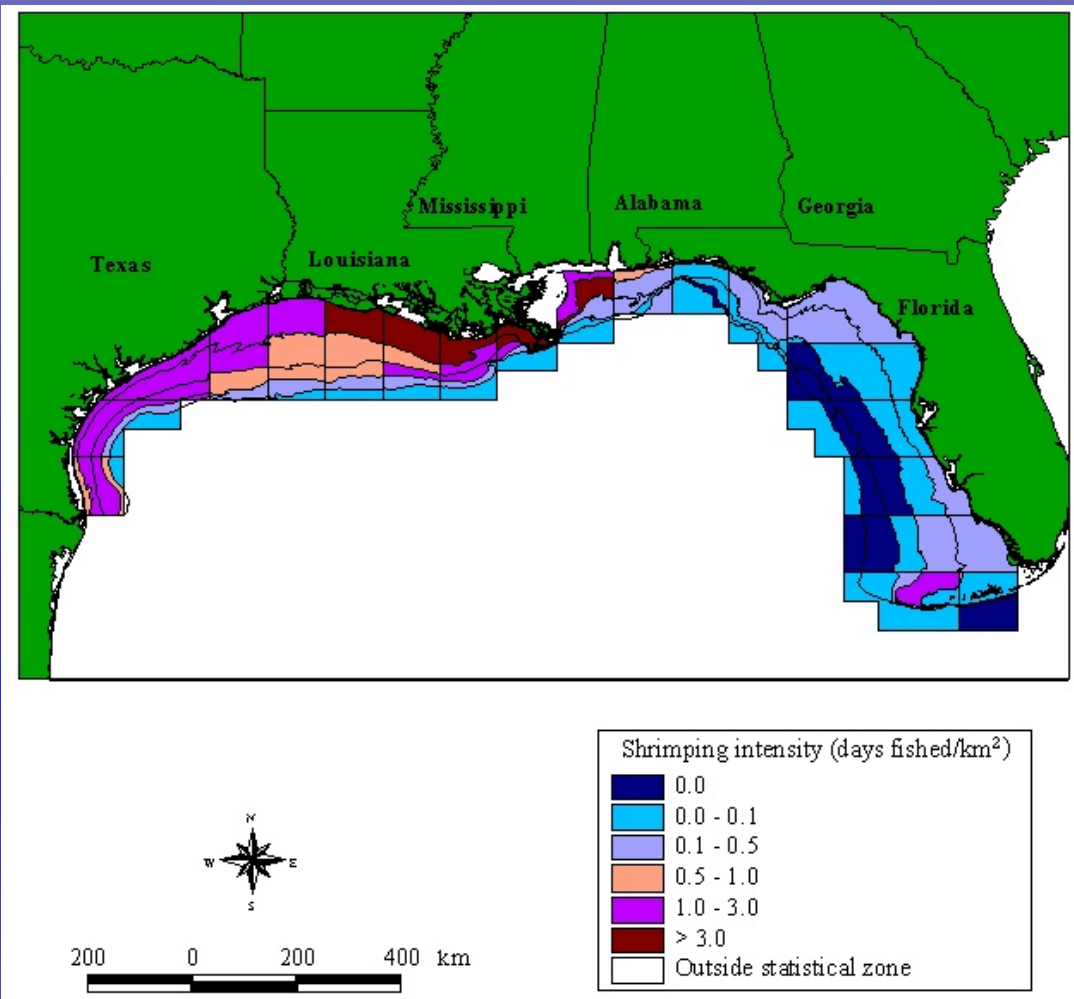 Mississippi
Alabama
Georgia
Texas
Louisiana
Florida
Shrimping intensity (days fished/km²)
0.0
0.0 - 0.1
0.1 - 0.5
0.5 - 1.0
1.0 - 3.0
> 3.0
Outside statistical zone
N
W E
S
200 0 200 400 km